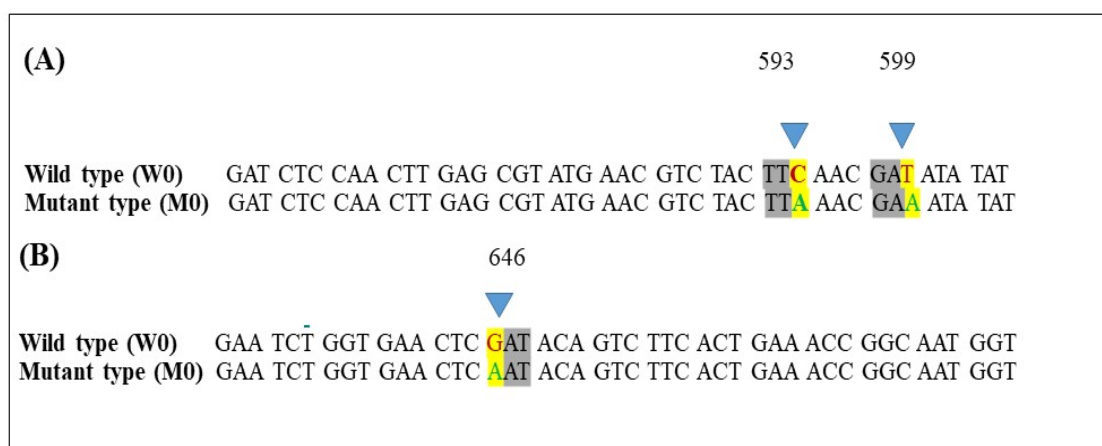 (A)
593 599
Wild type (W0) GAT CTC CAA CTT GAG CGT ATG AAC GTC TAC TTC AAC GAT ATA TAT
Mutant type (M0) GAT CTC CAA CTT GAG CGT ATG AAC GTC TAC TTA AAC GAA ATA TAT
(B)
646
Wild type (W0) GAA TCT GGT GAA CTC GAT ACA GTC TTC ACT GAA ACC GGC AAT GGT
Mutant type (M0) GAA TCT GGT GAA CTC AAT ACA GTC TTC ACT GAA ACC GGC AAT GGT